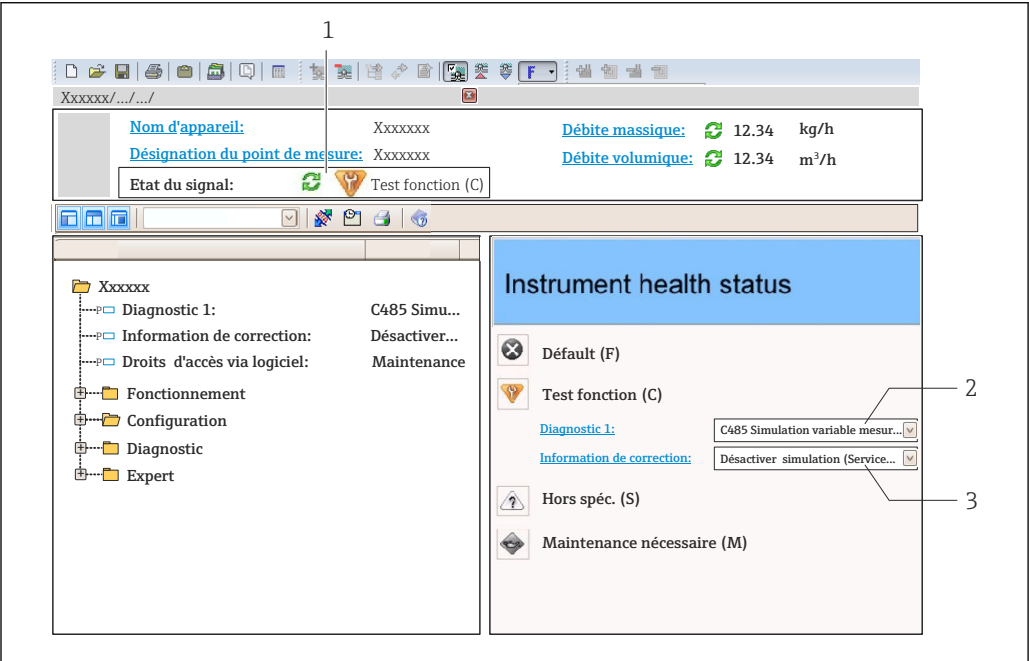 1
F
Xxxxxx/.../.../
Nom d'appareil: Xxxxxxx Débite massique: 12.34 kg/h
Désignation du point de mesure: Xxxxxxx Débite volumique: 12.34 m³/h
Etat du signal: Test fonction (C)
Xxxxxx
P Diagnostic 1: C485 Simu...
P Information de correction: Désactiver...
P Droits d'accès via logiciel: Maintenance
Fonctionnement
Configuration
Diagnostic
Expert
Instrument health status
Défault (F)
Test fonction (C)
2
Diagnostic 1: C485 Simulation variable mesur...
Information de correction: Désactiver simulation (Service...
3
Hors spéc. (S)
Maintenance nécessaire (M)